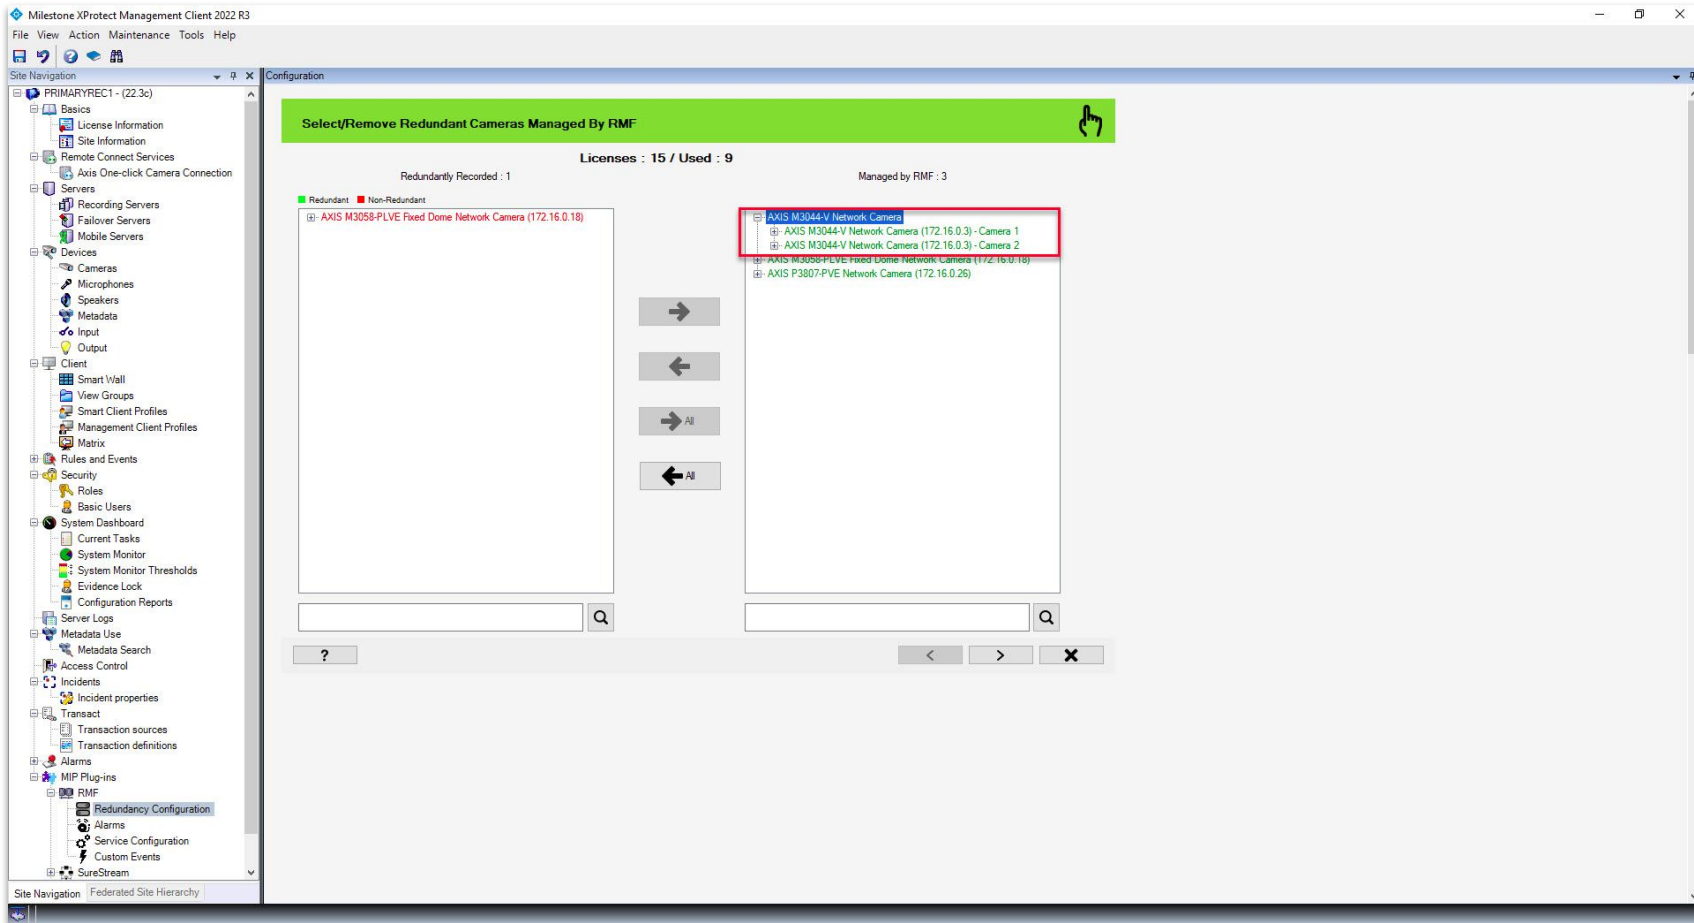 Milestone XProtect Management Client 2022 R3
File View Action Maintenance Tools Help
Site Navigation
Configuration
PRIMARYREC1 - (22.3c)
Basics
License Information
Site Information
Remote Connect Services
Axis One-click Camera Connection
Servers
Recording Servers
Failover Servers
Mobile Servers
Devices
Cameras
Microphones
Speakers
Metadata
Input
Output
Client
Smart Wall
View Groups
Smart Client Profiles
Management Client Profiles
Matrix
Rules and Events
Security
Roles
Basic Users
System Dashboard
Current Tasks
System Monitor
System Monitor Thresholds
Evidence Lock
Configuration Reports
Server Logs
Metadata Use
Metadata Search
Access Control
Incidents
Incident properties
Transact
Transaction sources
Transaction definitions
Alarms
MIP Plug-ins
RMF
Redundancy Configuration
Alarms
Service Configuration
Custom Events
SureStream
Site Navigation Federated Site Hierarchy
Select/Remove Redundant Cameras Managed By RMF
Licenses : 15 / Used : 9
Redundantly Recorded : 1
Managed by RMF : 3
Redundant Non-Redundant
AXIS M3058-PLVE Fixed Dome Network Camera (172.16.0.18)
AXIS M3044-V Network Camera
AXIS M3044-V Network Camera (172.16.0.3) - Camera 1
AXIS M3044-V Network Camera (172.16.0.3) - Camera 2
AXIS M3058-PLVE Fixed Dome Network Camera (172.16.0.18)
AXIS P3807-PVE Network Camera (172.16.0.26)
All
All
?